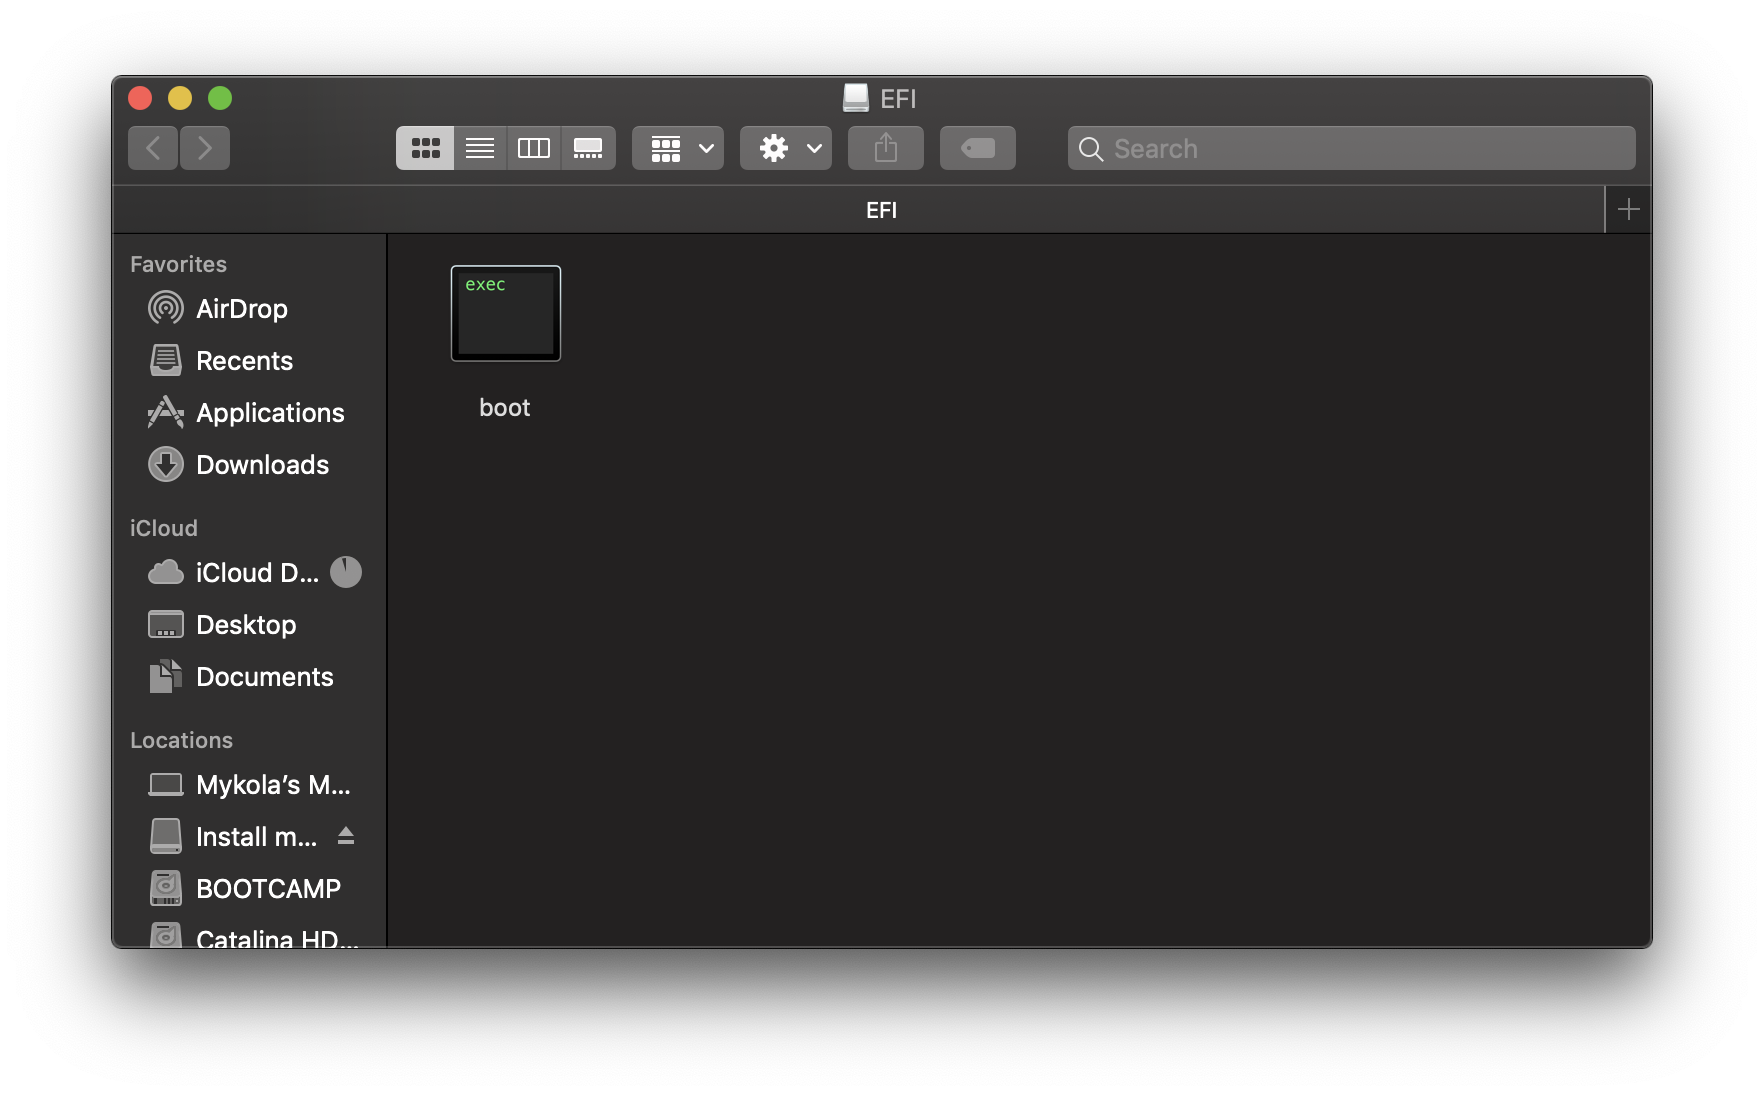 EFI
Search
EFI
Favorites
AirDrop
Recents
Applications
Downloads
iCloud
iCloud D...
Desktop
Documents
Locations
Mykola’s M...
Install m...
BOOTCAMP
Catalina HD...
exec
boot